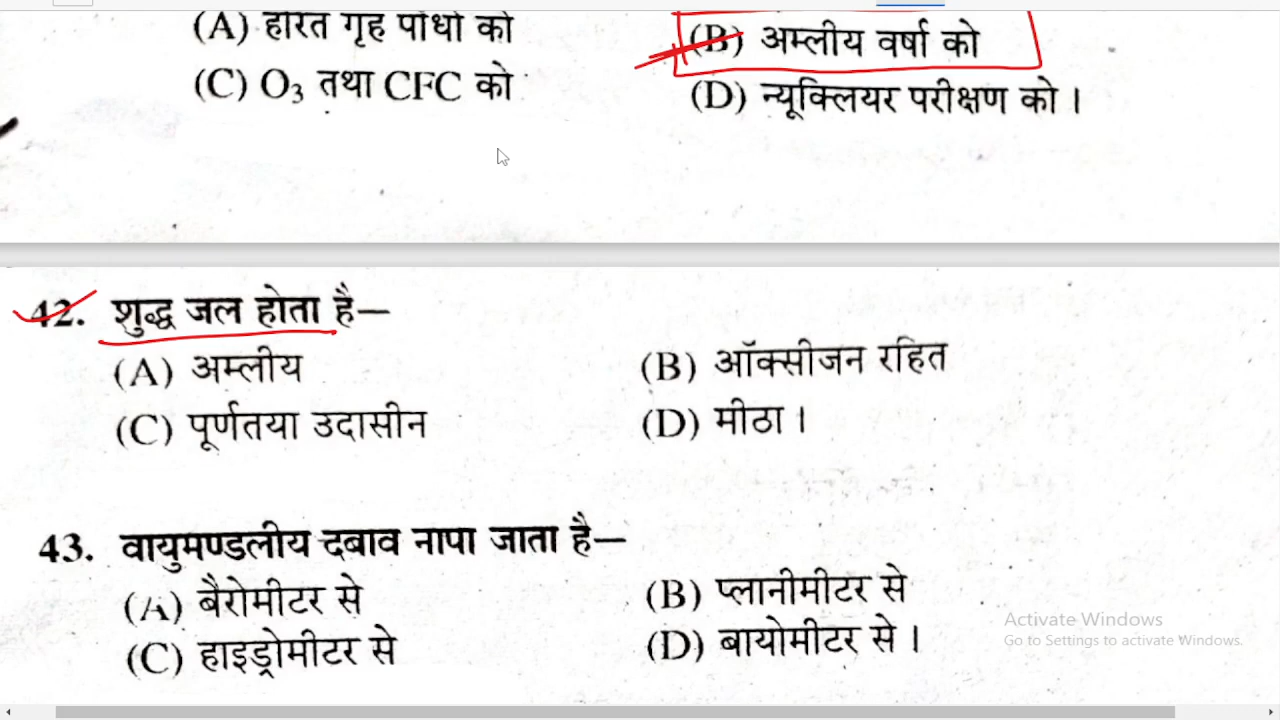 (A) हरित गृह पौधों को (B) अम्लीय वर्षा को
(C) O₃ तथा CFC को (D) न्यूक्लियर परीक्षण को।
42. शुद्ध जल होता है—
(A) अम्लीय (B) ऑक्सीजन रहित
(C) पूर्णतया उदासीन (D) मीठा।
43. वायुमण्डलीय दबाव नापा जाता है—
(A) बैरोमीटर से (B) प्लानीमीटर से
(C) हाइड्रोमीटर से (D) बायोमीटर से।
Activate Windows
Go to Settings to activate Windows.